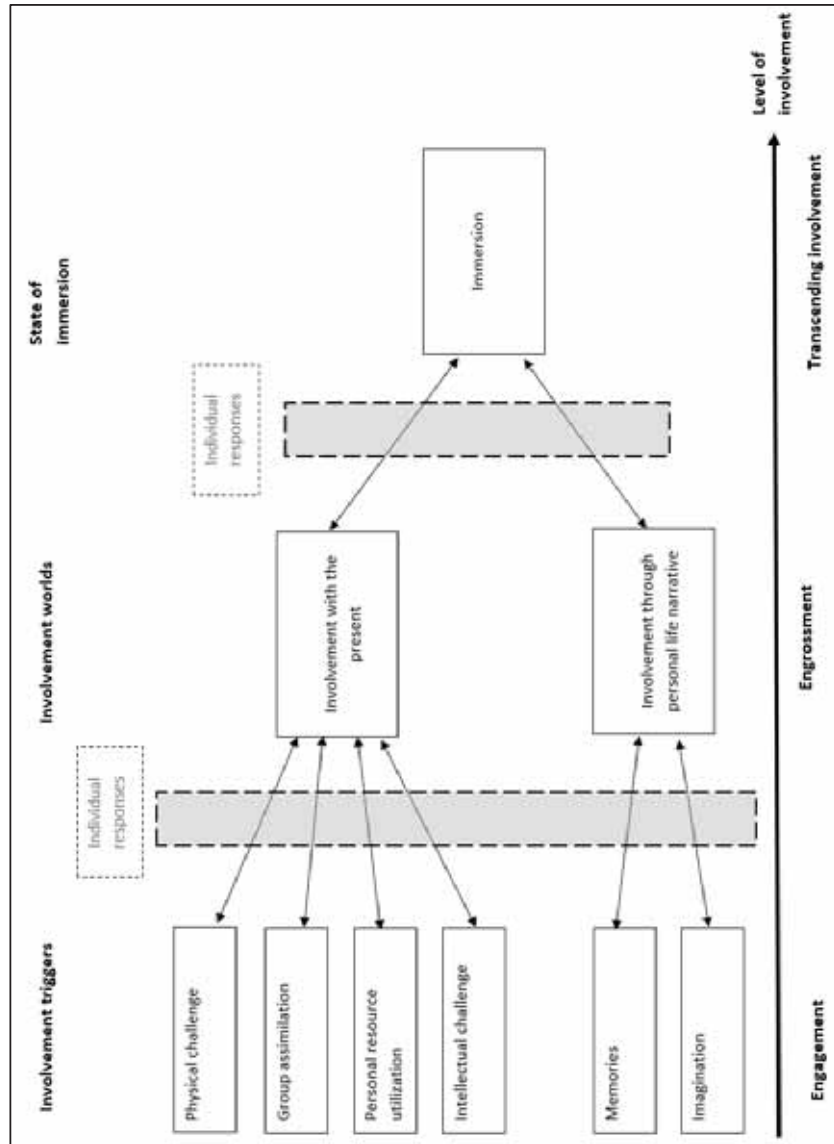 Involvement triggers
Involvement worlds
State of
immersion
Individual
responses
Individual
responses
Physical challenge
Group assimilation
Personal resource
utilization
Intellectual challenge
Memories
Imagination
Involvement with the
present
Involvement through
personal life narrative
Immersion
Level of
involvement
Engagement
Engrossment
Transcending involvement